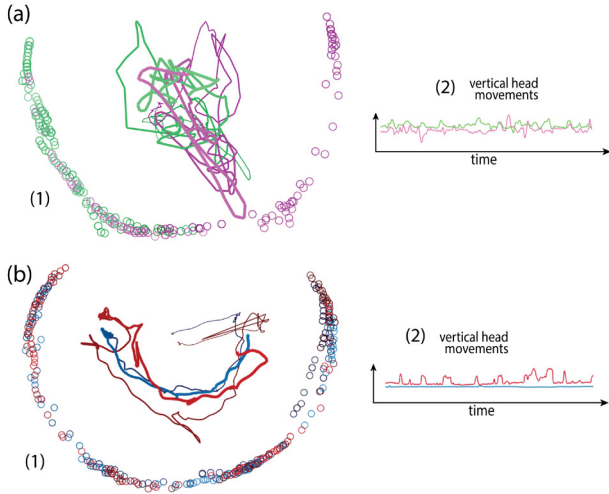 (a)
(2) vertical head
movements
time
(1)
(b)
(2) vertical head
movements
time
(1)